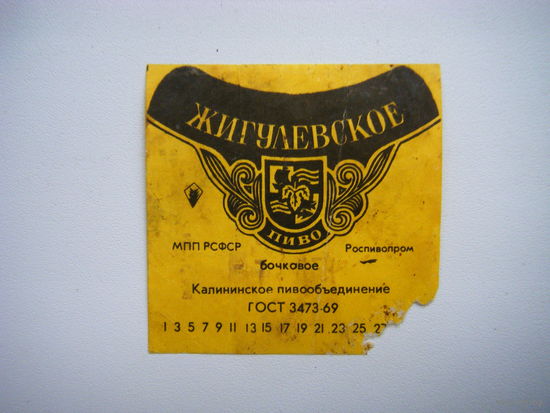 ЖИГУЛЕВСКОЕ
ПИВО
МПП РСФСР Роспивопром
бочковое
Калининское пивообъединение
ГОСТ 3473-69
1 3 5 7 9 11 13 15 17 19 21 23 25 27